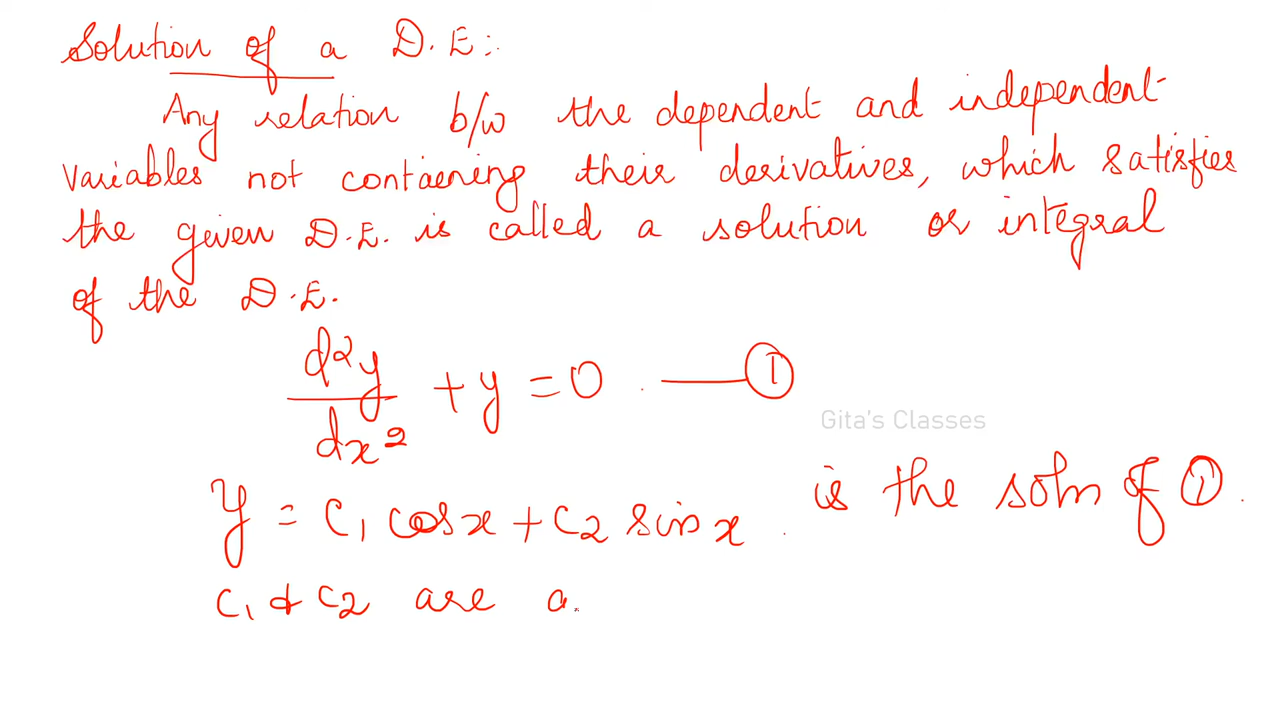 Solution of a D.E:
Any relation b/w the dependent and independent
variables not containing their derivatives, which satisfies
the given D.E. is called a solution or integral
of the D.E.
d²y/dx² + y = 0 — ①
Gita's Classes
y = c₁ cosx + c₂ sinx . is the soln of ①.
c₁ & c₂ are a